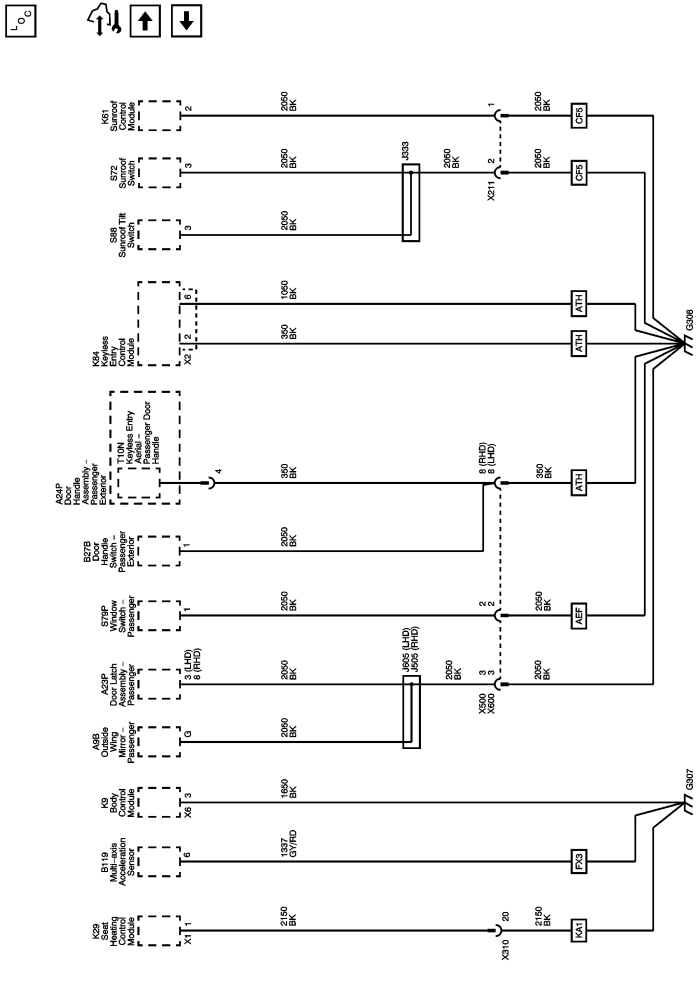 LOC
K61
Sunroof
Control
Module
2
2050
BK
1
2050
BK
CF5
S72
Sunroof
Switch
3
2050
BK
J333
2050
BK
2
X211
2050
BK
CF5
S88
Sunroof Tilt
Switch
3
2050
BK
K84
Keyless
Entry
Control
Module
6
1050
BK
ATH
2
X2
350
BK
ATH
G308
A24P
Door
Handle
Assembly –
Passenger
Exterior
T10N
Keyless Entry
Aerial –
Passenger Door
Handle
4
350
BK
8 (RHD)
8 (LHD)
350
BK
ATH
B27B
Door
Handle
Switch –
Passenger
Exterior
1
2050
BK
S79P
Window
Switch –
Passenger
1
2050
BK
2
2
2050
BK
AEF
A23P
Door Latch
Assembly –
Passenger
3 (LHD)
8 (RHD)
2050
BK
J605 (LHD)
J505 (RHD)
2050
BK
3
3
X500
X600
2050
BK
A9B
Outside
Wing
Mirror –
Passenger
G
2050
BK
K9
Body
Control
Module
3
X6
1650
BK
G307
B119
Multi–axis
Acceleration
Sensor
6
1337
GY/RD
FX3
K29
Seat
Heating
Control
Module
1
X1
2150
BK
20
X310
2150
BK
KA1